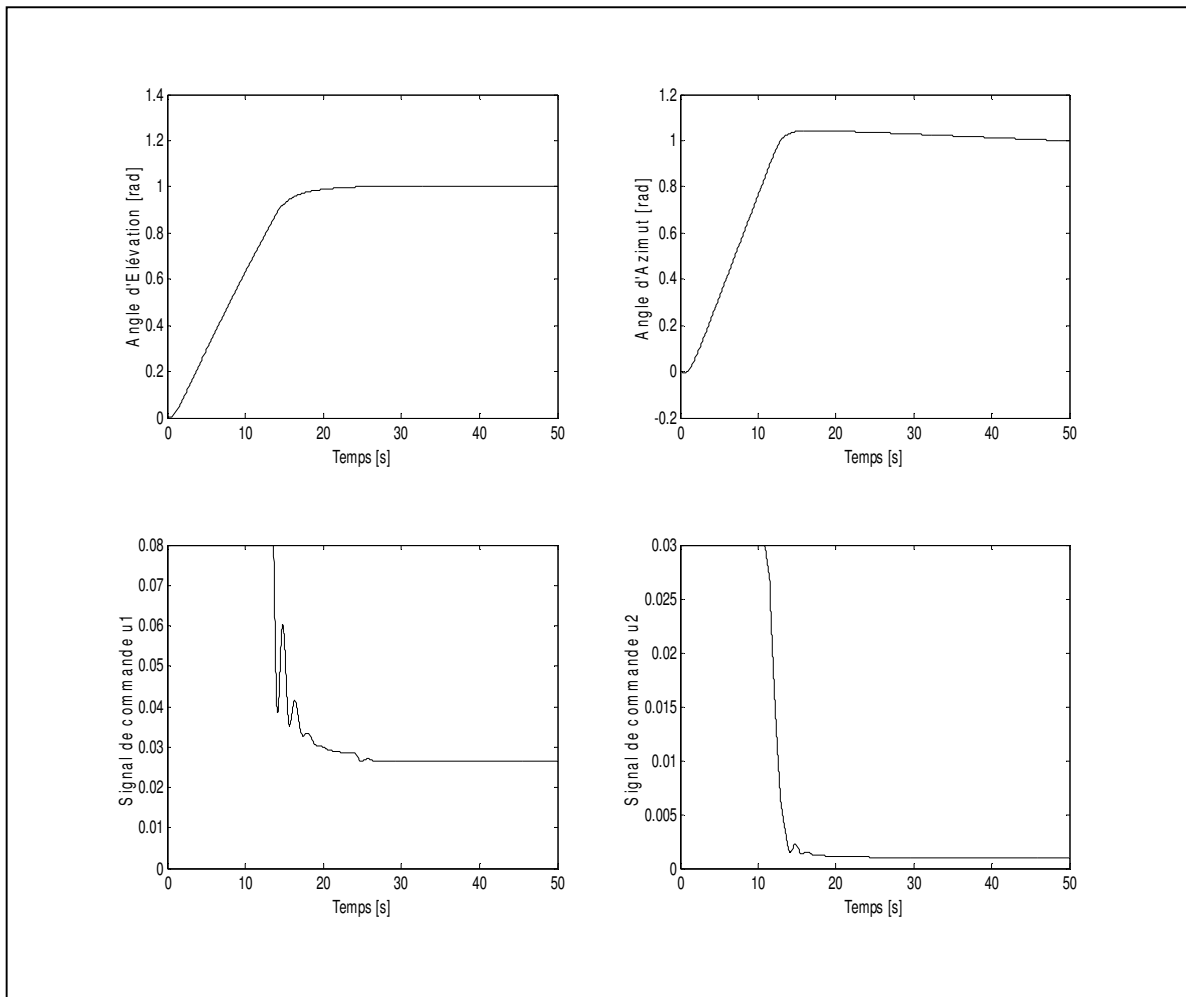 1.4
1.2
1
0.8
0.6
0.4
0.2
0
Angle d'Elévation [rad]
0 10 20 30 40 50
Temps [s]
1.2
1
0.8
0.6
0.4
0.2
0
-0.2
Angle d'Azimut [rad]
0 10 20 30 40 50
Temps [s]
0.08
0.07
0.06
0.05
0.04
0.03
0.02
0.01
0
Signal de commande u1
0 10 20 30 40 50
Temps [s]
0.03
0.025
0.02
0.015
0.01
0.005
0
Signal de commande u2
0 10 20 30 40 50
Temps [s]